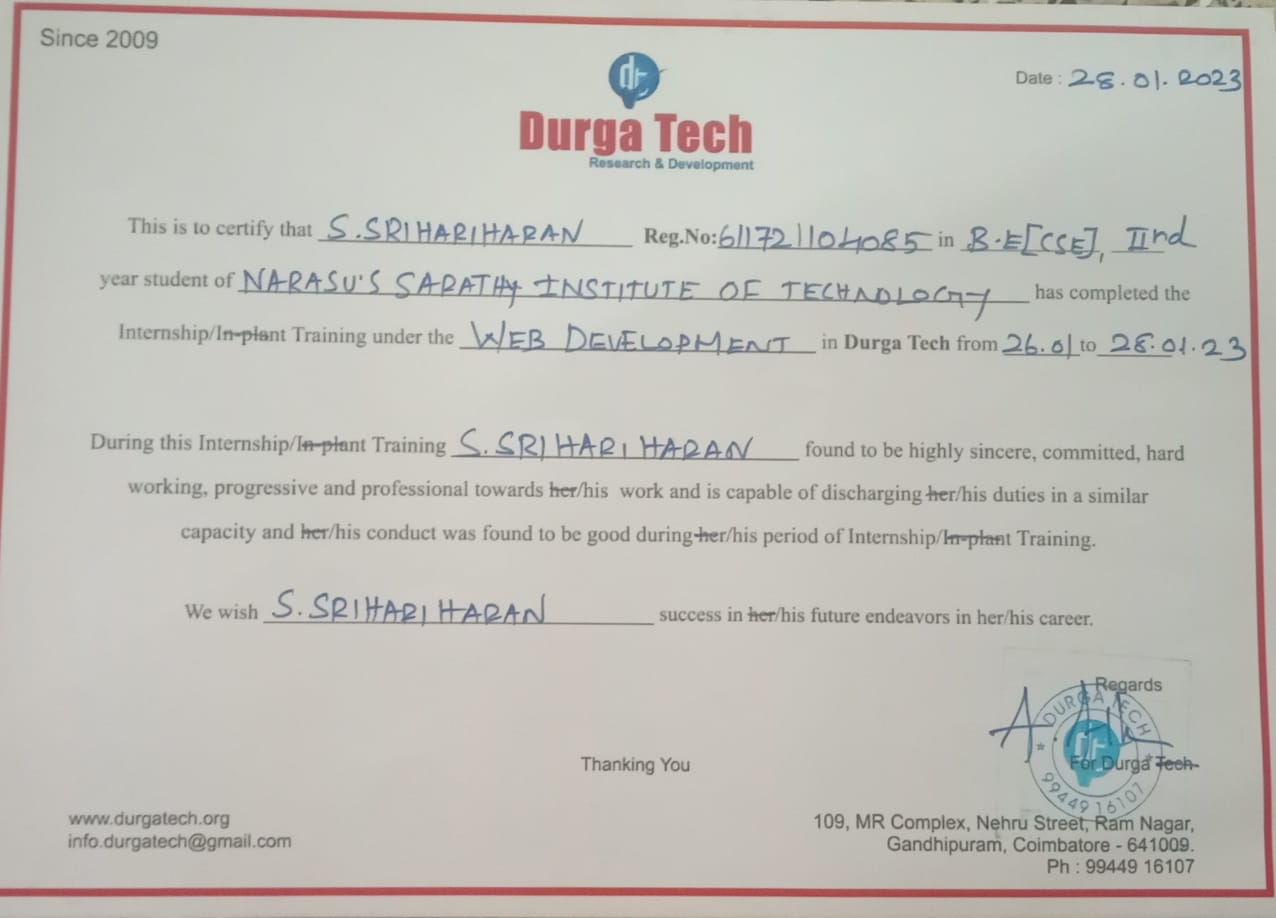 Since 2009
Date : 28.01.2023
dt
Durga Tech
Research & Development
This is to certify that S.SRIHARIHARAN Reg.No:611721104085 in B.E[CSE], IInd
year student of NARASU'S SARATHy INSTITUTE OF TECHNOLOGY has completed the
Internship/In-plant Training under the WEB DEVELOPMENT in Durga Tech from 26.01 to 28.01.23
During this Internship/In-plant Training S.SRIHARIHARAN found to be highly sincere, committed, hard
working, progressive and professional towards her/his work and is capable of discharging her/his duties in a similar
capacity and her/his conduct was found to be good during her/his period of Internship/In-plant Training.
We wish S.SRIHARIHARAN success in her/his future endeavors in her/his career.
Regards
DURGA TECH
For Durga Tech
99449 16107
Thanking You
www.durgatech.org
info.durgatech@gmail.com
109, MR Complex, Nehru Street, Ram Nagar,
Gandhipuram, Coimbatore - 641009.
Ph : 99449 16107